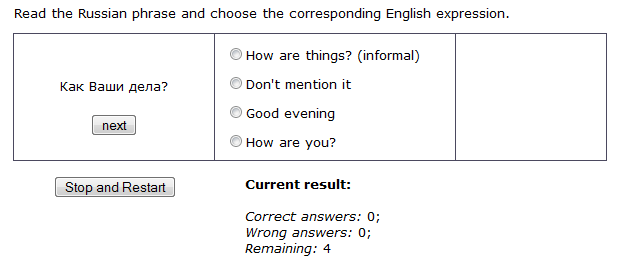 Read the Russian phrase and choose the corresponding English expression.
Как Ваши дела?
next
How are things? (informal)
Don't mention it
Good evening
How are you?
Stop and Restart
Current result:
Correct answers: 0;
Wrong answers: 0;
Remaining: 4